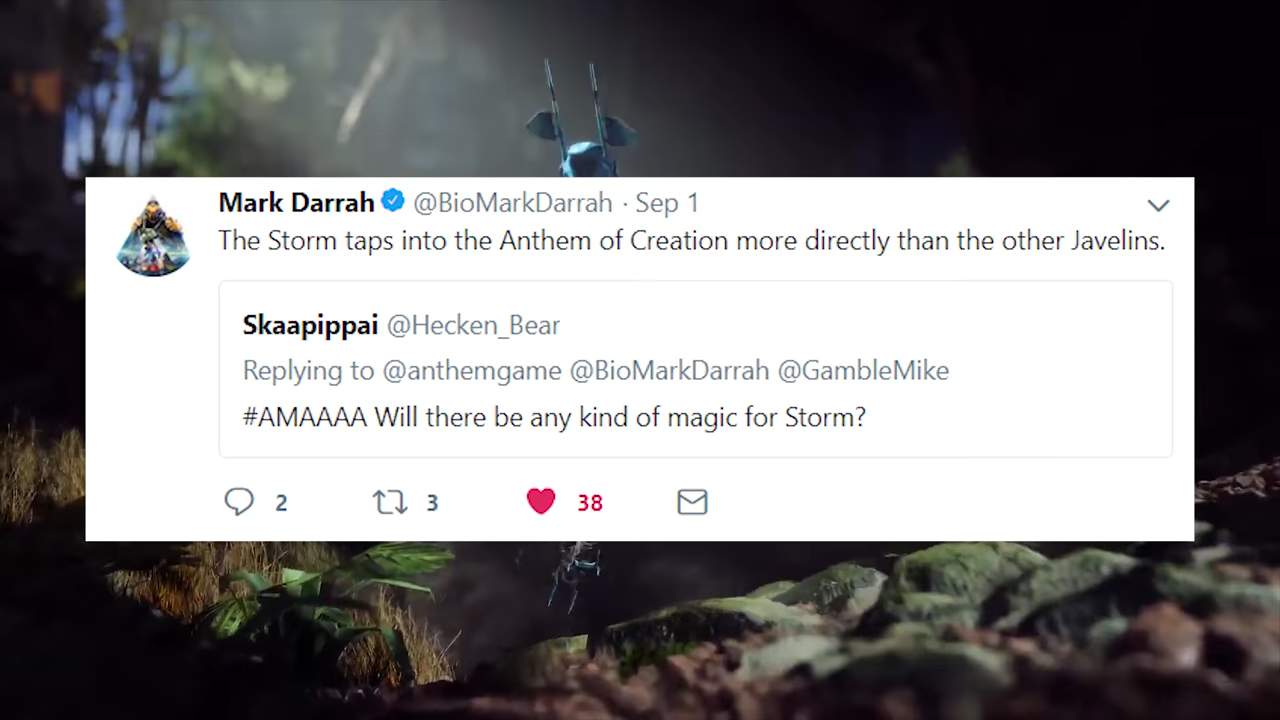 Mark Darrah @BioMarkDarrah · Sep 1
The Storm taps into the Anthem of Creation more directly than the other Javelins.
Skaapippai @Hecken_Bear
Replying to @anthemgame @BioMarkDarrah @GambleMike
#AMAAAA Will there be any kind of magic for Storm?
2 3 38